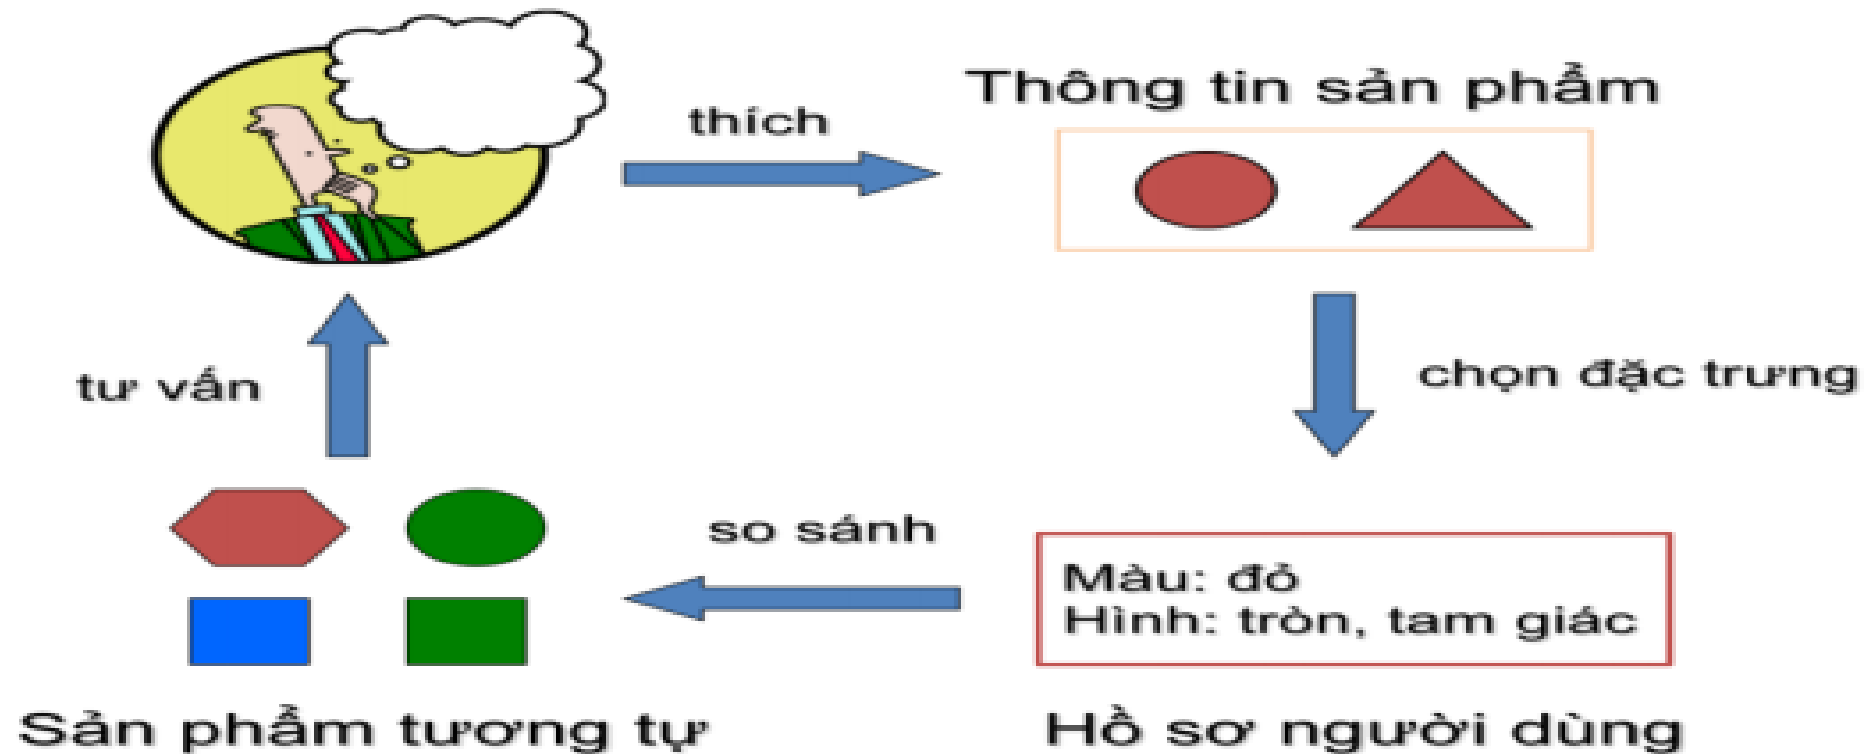 Thông tin sản phẩm
thích
chọn đặc trưng
tư vấn
so sánh
Màu: đỏ
Hình: tròn, tam giác
Sản phẩm tương tự
Hồ sơ người dùng